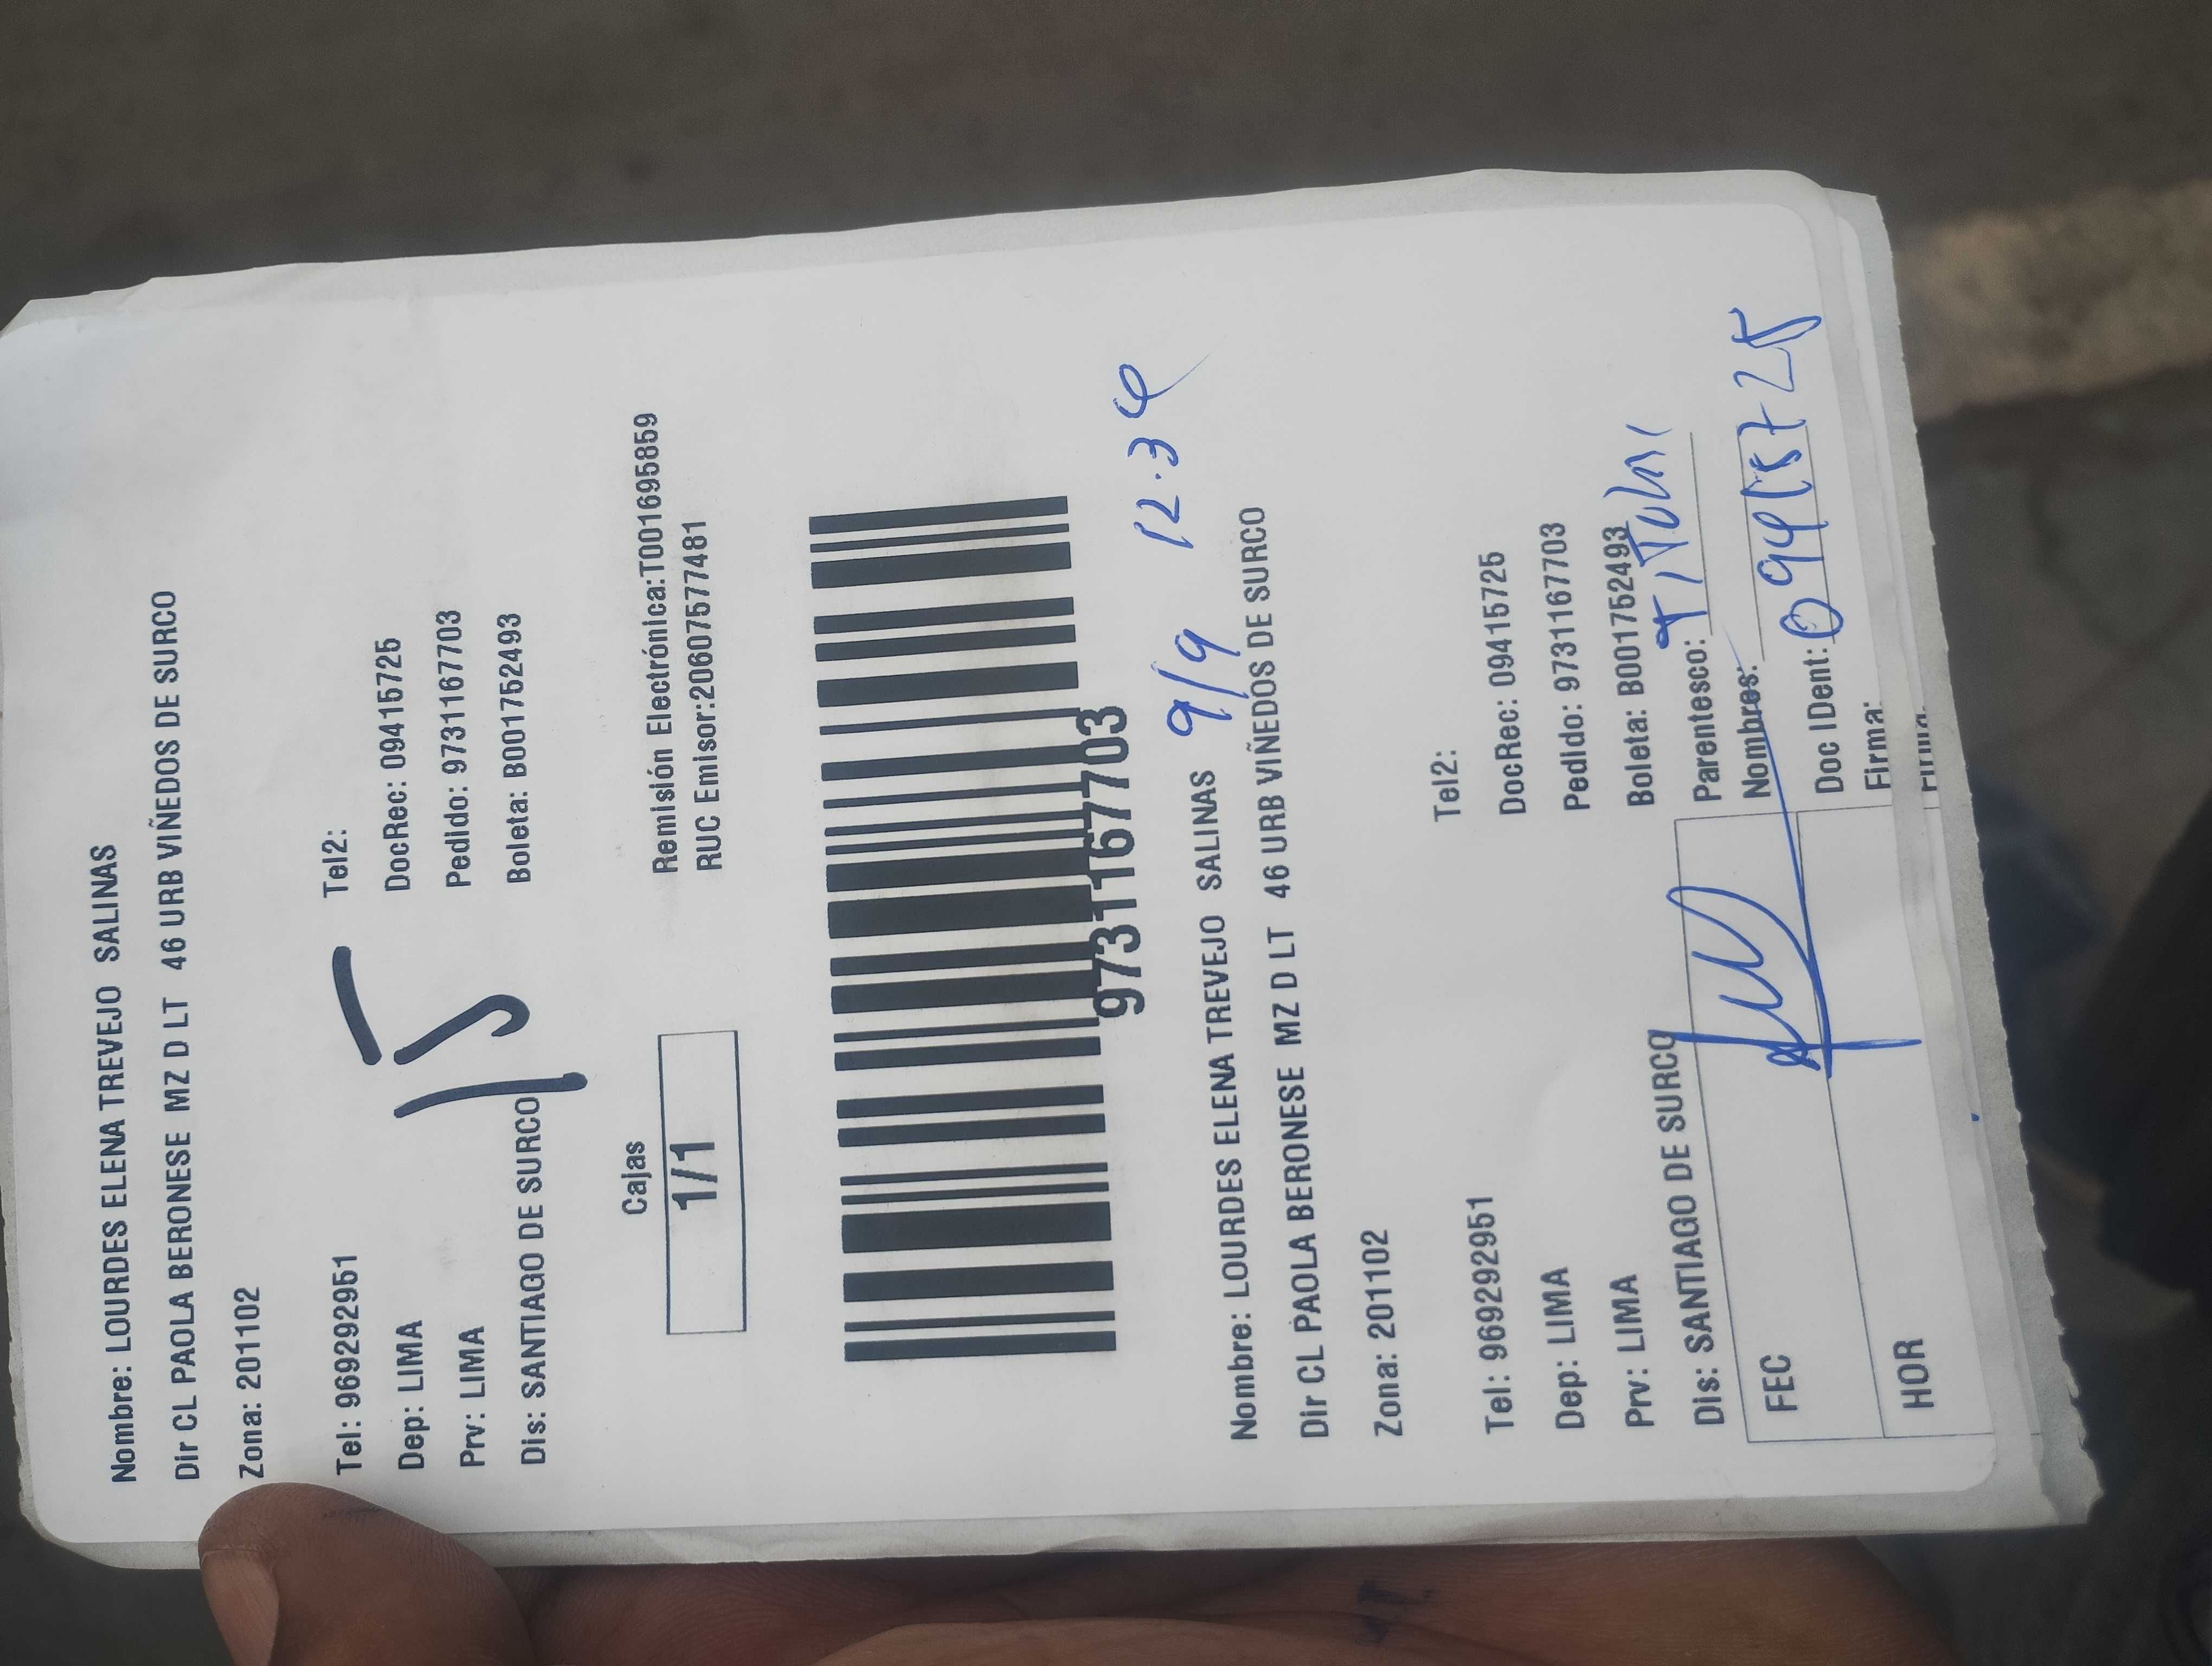 Nombre: LOURDES ELENA TREVEJO SALINAS
Dir CL PAOLA BERONESE MZ D LT 46 URB VIÑEDOS DE SURCO
Zona: 201102
Tel: 969292951 Tel2:
Dep: LIMA DocRec: 09415725
Prv: LIMA Pedido: 9731167703
Dis: SANTIAGO DE SURCO Boleta: B001752493
15
Cajas
1/1
Remisión Electrónica:T001695859
RUC Emisor:20607577481
9731167703
9/9 12.34
Nombre: LOURDES ELENA TREVEJO SALINAS
Dir CL PAOLA BERONESE MZ D LT 46 URB VIÑEDOS DE SURCO
Zona: 201102
Tel: 969292951 Tel2:
Dep: LIMA DocRec: 09415725
Prv: LIMA Pedido: 9731167703
Dis: SANTIAGO DE SURCO Boleta: B001752493
FEC
HOR
Parentesco:
Nombres:
Doc IDent:
Firma:
Firma: